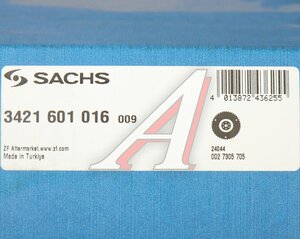 SACHS
3421 601 016 009
4 013872 436255
24044
002 7305 705
ZF Aftermarket www.zf.com
Made in Turkiye